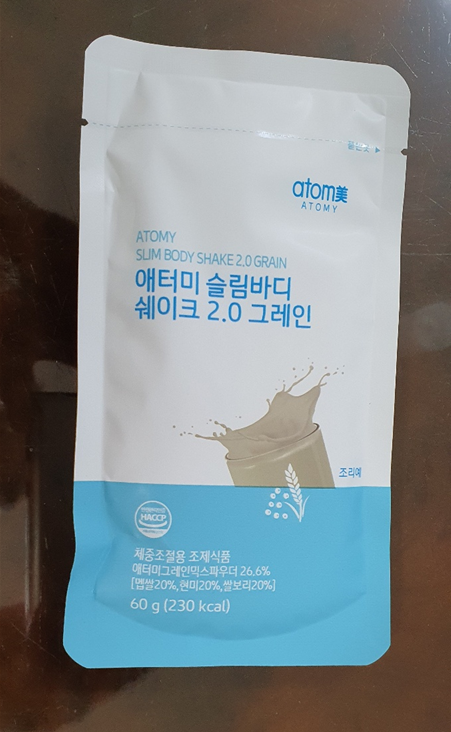 atom美
ATOMY
ATOMY
SLIM BODY SHAKE 2.0 GRAIN
애터미 슬림바디
쉐이크 2.0 그레인
조리예
HACCP
체중조절용 조제식품
애터미그레인믹스파우더 26.6%
[멥쌀20%,현미20%,쌀보리20%]
60 g (230 kcal)